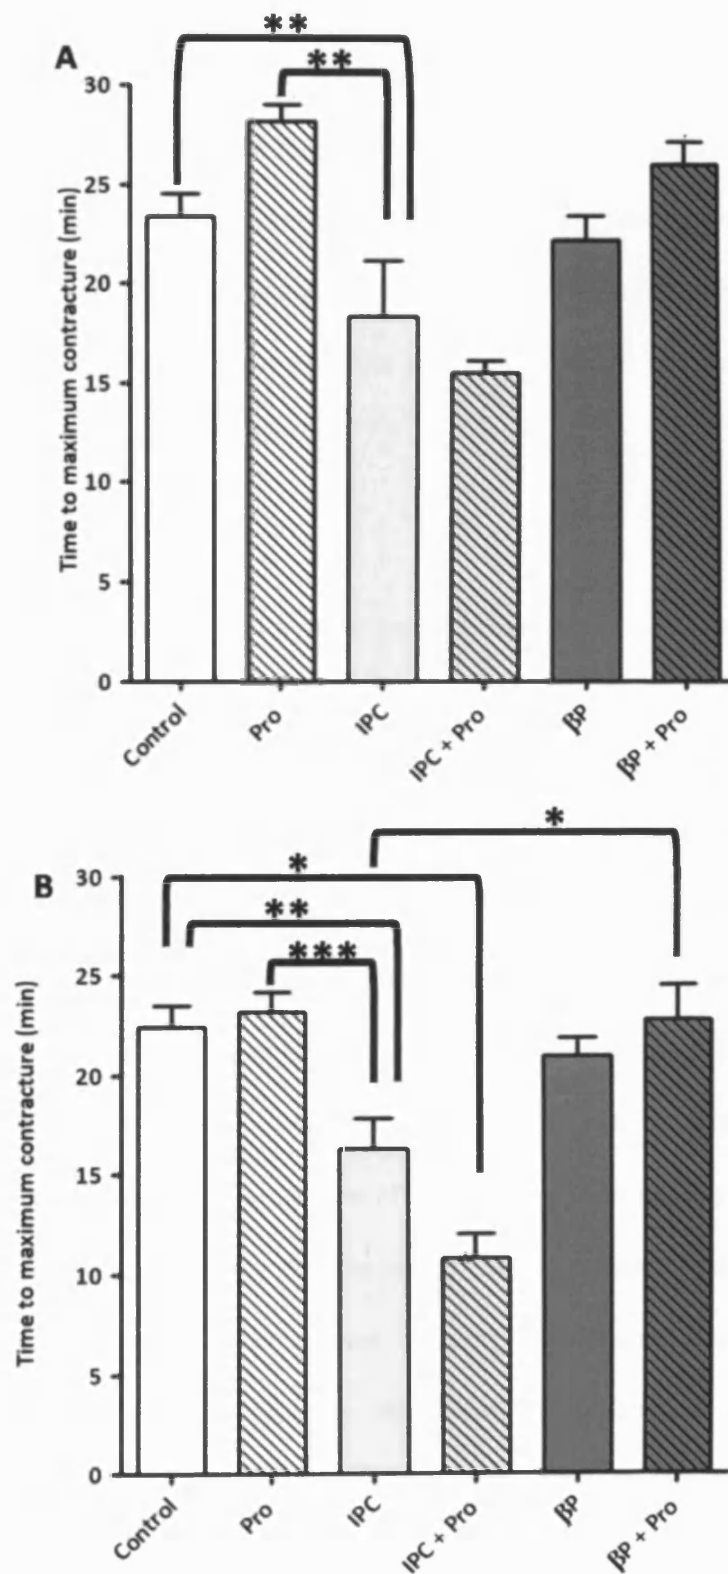 **
A
**
30
25
20
15
10
5
0
Time to maximum contracture (min)
Control
Pro
IPC
IPC + Pro
βP
βP + Pro
*
B
*
**
***
30
25
20
15
10
5
0
Time to maximum contracture (min)
Control
Pro
IPC
IPC + Pro
βP
βP + Pro